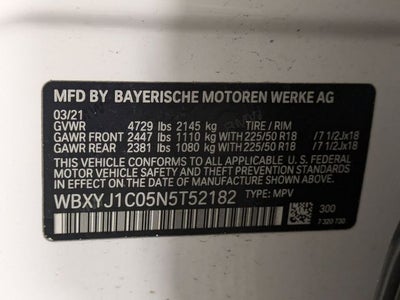 MFD BY BAYERISCHE MOTOREN WERKE AG
03/21
GVWR 4729 lbs 2145 kg TIRE / RIM
GAWR FRONT 2447 lbs 1110 kg WITH 225/50 R18 /7 1/2Jx18
GAWR REAR 2381 lbs 1080 kg WITH 225/50 R18 /7 1/2Jx18
THIS VEHICLE CONFORMS TO ALL APPLICABLE
FEDERAL MOTOR VEHICLE
SAFETY AND THEFT PREVENTION STANDARDS
IN EFFECT ON THE DATE OF MANUFACTURE SHOWN ABOVE.
WBXYJ1C05N5T52182 TYPE: MPV
300
7 320 730